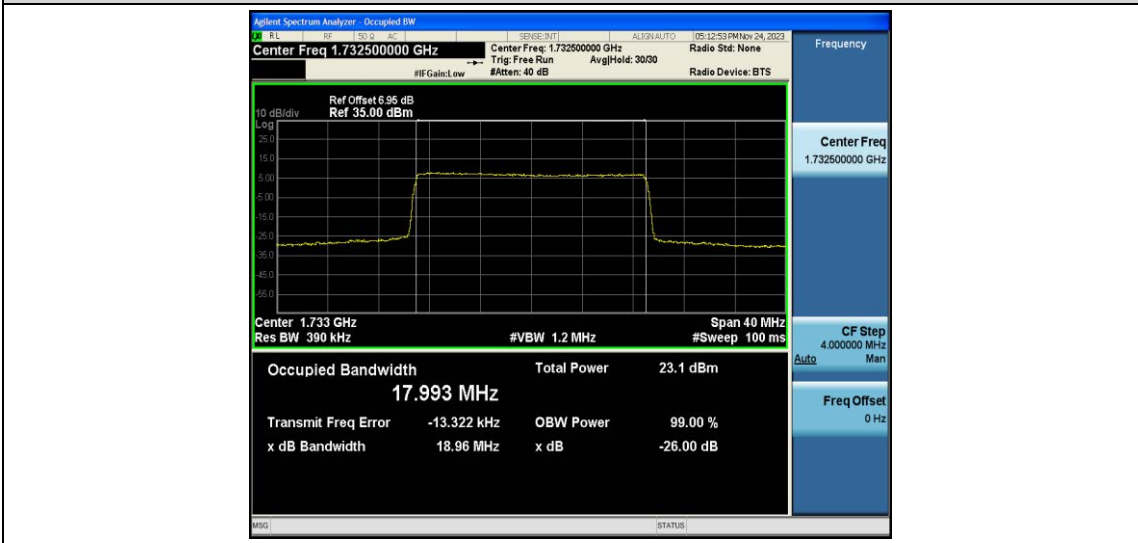 Agilent Spectrum Analyzer - Occupied BW
RL RF 50 Ω AC SENSE:INT ALIGN AUTO 05:12:53 PM Nov 24, 2023
Center Freq 1.732500000 GHz
Center Freq: 1.732500000 GHz
Radio Std: None
Trig: Free Run Avg|Hold: 30/30
#IFGain:Low #Atten: 40 dB
Radio Device: BTS
Frequency
Ref Offset 6.95 dB
10 dB/div Ref 35.00 dBm
Log
25.0
15.0
5.00
-5.00
-15.0
-25.0
-35.0
-45.0
-55.0
Center 1.733 GHz Span 40 MHz
Res BW 390 kHz #VBW 1.2 MHz #Sweep 100 ms
Occupied Bandwidth Total Power 23.1 dBm
17.993 MHz
Transmit Freq Error -13.322 kHz OBW Power 99.00 %
x dB Bandwidth 18.96 MHz x dB -26.00 dB
Center Freq
1.732500000 GHz
CF Step
4.000000 MHz
Auto Man
Freq Offset
0 Hz
MSG STATUS